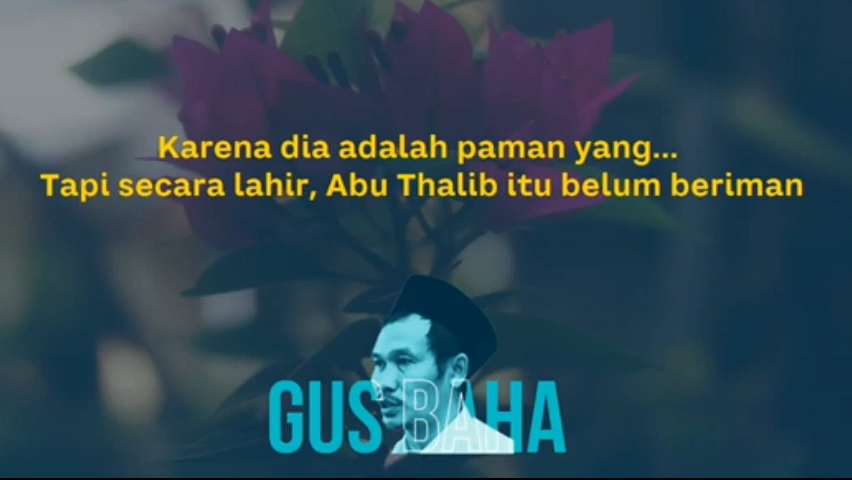 Karena dia adalah paman yang...
Tapi secara lahir, Abu Thalib itu belum beriman
GUS BAHA